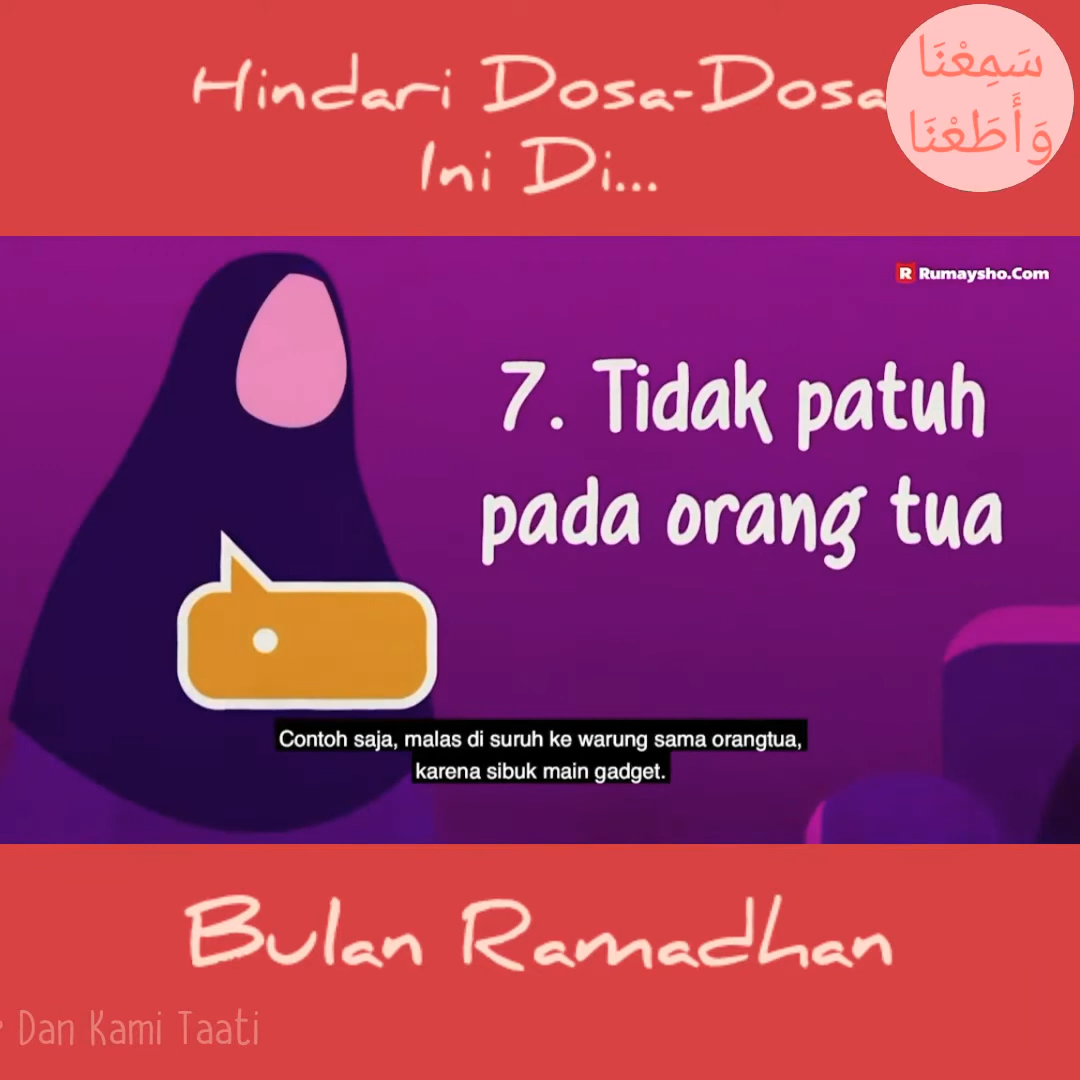 Hindari Dosa-Dosa
Ini Di...
سَمِعْنَا
وَأَطَعْنَا
R Rumaysho.Com
7. Tidak patuh
pada orang tua
Contoh saja, malas di suruh ke warung sama orangtua,
karena sibuk main gadget.
Bulan Ramadhan
Dan Kami Taati